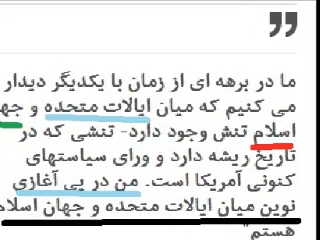 ”
ما در برهه ای از زمان با یکدیگر دیدار
می کنیم که میان ایالات متحده و جها
اسلام تنش وجود دارد- تنشی که در
تاریخ ریشه دارد و ورای سیاستهای
کنونی آمریکا است. من در پی آغازی
نوین میان ایالات متحده و جهان اسلام
هستم"